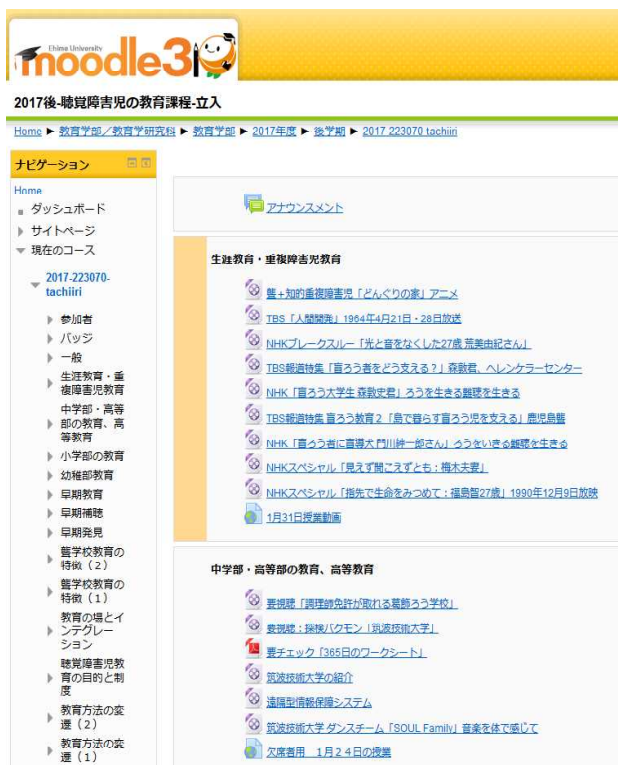 Ehime University
moodle3i
2017後-聴覚障害児の教育課程-立入
Home ► 教育学部／教育学研究科 ► 教育学部 ► 2017年度 ► 後学期 ► 2017 223070 tachiiri
ナビゲーション
Home
ダッシュボード
サイトページ
現在のコース
2017-223070-
tachiiri
参加者
バッジ
一般
生涯教育・重
複障害児教育
中学部・高等
部の教育、高
等教育
小学部の教育
幼稚部教育
早期教育
早期補聴
早期発見
聾学校教育の
特徴（2）
聾学校教育の
特徴（1）
教育の場とイ
ンテグレー
ション
聴覚障害児教
育の目的と制
度
教育方法の変
遷（2）
教育方法の変
遷（1）
アナウンスメント
生涯教育・重複障害児教育
聾+知的重複障害児「どんぐりの家」アニメ
TBS「人間開発」1964年4月21日・28日放送
NHKブレークスルー「光と音をなくした27歳 荒美由紀さん」
TBS報道特集「盲ろう者をどう支える？」森敦君、ヘレンケラーセンター
NHK「盲ろう大学生 森敦史君」ろうを生きる難聴を生きる
TBS報道特集 盲ろう教育2「島で暮らす盲ろう児を支える」鹿児島聾
NHK「盲ろう者に盲導犬 門川紳一郎さん」ろうをいきる難聴を生きる
NHKスペシャル「見えず聞こえずとも：梅木夫妻」
NHKスペシャル「指先で生命をみつめて：福島智27歳」1990年12月9日放映
1月31日授業動画
中学部・高等部の教育、高等教育
要視聴「調理師免許が取れる葛飾ろう学校」
要視聴：探検バクモン「筑波技術大学」
要チェック「365日のワークシート」
筑波技術大学の紹介
遠隔型情報保障システム
筑波技術大学 ダンスチーム「SOUL Family」音楽を体で感じて
欠席者用　1月24日の授業